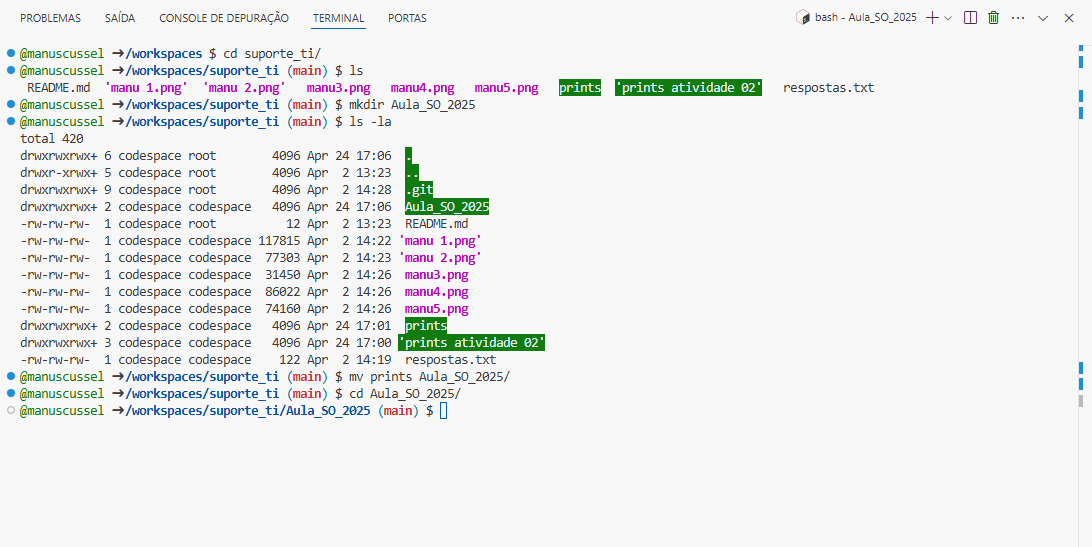 PROBLEMAS SAÍDA CONSOLE DE DEPURAÇÃO TERMINAL PORTAS bash - Aula_SO_2025
@manuscussel ➜/workspaces $ cd suporte_ti/
@manuscussel ➜/workspaces/suporte_ti (main) $ ls
README.md 'manu 1.png' 'manu 2.png' manu3.png manu4.png manu5.png prints 'prints atividade 02' respostas.txt
@manuscussel ➜/workspaces/suporte_ti (main) $ mkdir Aula_SO_2025
@manuscussel ➜/workspaces/suporte_ti (main) $ ls -la
total 420
drwxrwxrwx+ 6 codespace root 4096 Apr 24 17:06 .
drwxr-xrwx+ 5 codespace root 4096 Apr 2 13:23 ..
drwxrwxrwx+ 9 codespace root 4096 Apr 2 14:28 .git
drwxrwxrwx+ 2 codespace codespace 4096 Apr 24 17:06 Aula_SO_2025
-rw-rw-rw- 1 codespace root 12 Apr 2 13:23 README.md
-rw-rw-rw- 1 codespace codespace 117815 Apr 2 14:22 'manu 1.png'
-rw-rw-rw- 1 codespace codespace 77303 Apr 2 14:23 'manu 2.png'
-rw-rw-rw- 1 codespace codespace 31450 Apr 2 14:26 manu3.png
-rw-rw-rw- 1 codespace codespace 86022 Apr 2 14:26 manu4.png
-rw-rw-rw- 1 codespace codespace 74160 Apr 2 14:26 manu5.png
drwxrwxrwx+ 2 codespace codespace 4096 Apr 24 17:01 prints
drwxrwxrwx+ 3 codespace codespace 4096 Apr 24 17:00 'prints atividade 02'
-rw-rw-rw- 1 codespace codespace 122 Apr 2 14:19 respostas.txt
@manuscussel ➜/workspaces/suporte_ti (main) $ mv prints Aula_SO_2025/
@manuscussel ➜/workspaces/suporte_ti (main) $ cd Aula_SO_2025/
@manuscussel ➜/workspaces/suporte_ti/Aula_SO_2025 (main) $